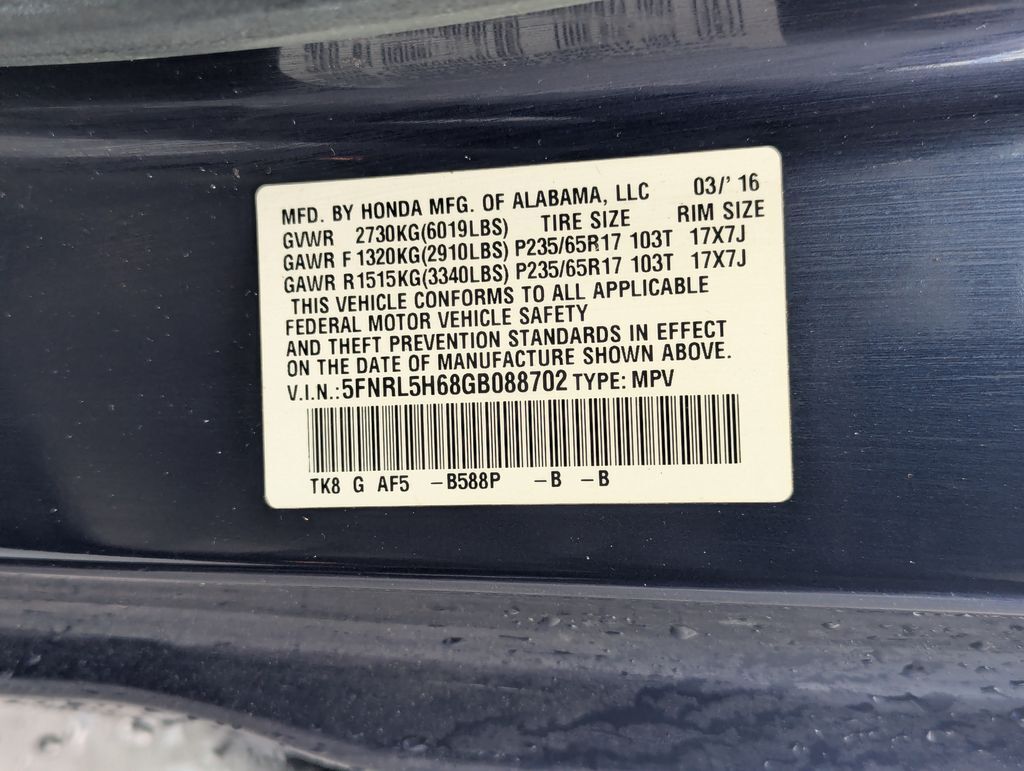 MFD. BY HONDA MFG. OF ALABAMA, LLC 03/' 16
GVWR 2730KG(6019LBS) TIRE SIZE RIM SIZE
GAWR F 1320KG(2910LBS) P235/65R17 103T 17X7J
GAWR R 1515KG(3340LBS) P235/65R17 103T 17X7J
THIS VEHICLE CONFORMS TO ALL APPLICABLE
FEDERAL MOTOR VEHICLE SAFETY
AND THEFT PREVENTION STANDARDS IN EFFECT
ON THE DATE OF MANUFACTURE SHOWN ABOVE.
V.I.N.: 5FNRL5H68GB088702 TYPE: MPV
TK8 G AF5 -B588P -B -B